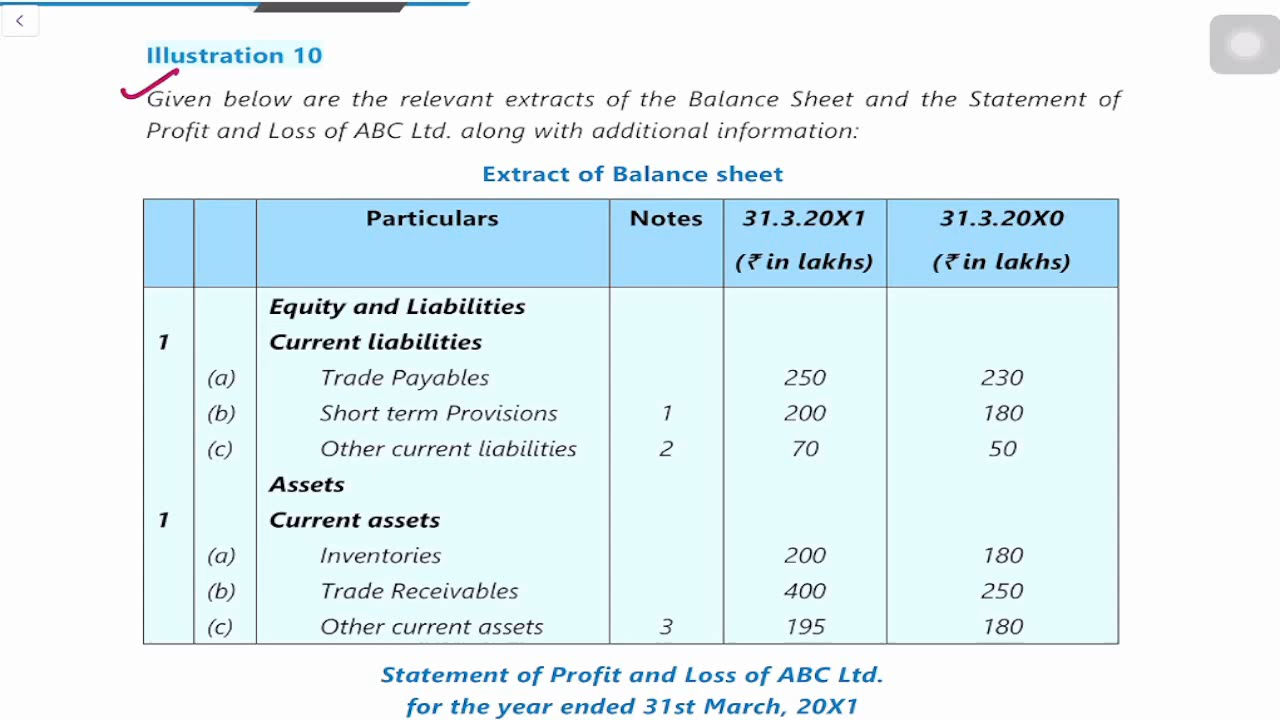 Illustration 10
Given below are the relevant extracts of the Balance Sheet and the Statement of
Profit and Loss of ABC Ltd. along with additional information:
Extract of Balance sheet
Particulars Notes 31.3.20X1 31.3.20X0
(₹ in lakhs) (₹ in lakhs)
Equity and Liabilities
1 Current liabilities
(a) Trade Payables 250 230
(b) Short term Provisions 1 200 180
(c) Other current liabilities 2 70 50
Assets
1 Current assets
(a) Inventories 200 180
(b) Trade Receivables 400 250
(c) Other current assets 3 195 180
Statement of Profit and Loss of ABC Ltd.
for the year ended 31st March, 20X1